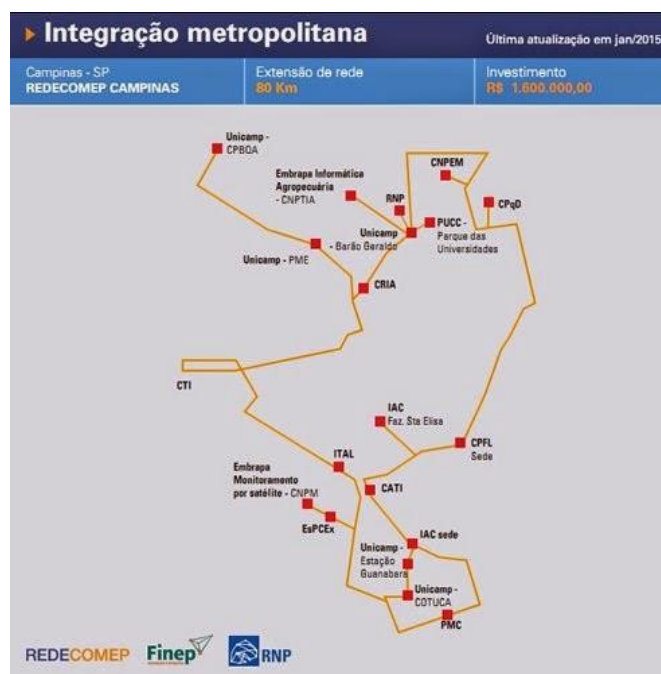 Integração metropolitana
Última atualização em jan/2015
Campinas - SP
REDECOMEP CAMPINAS
Extensão de rede
80 Km
Investimento
R$ 1.600.000,00
Unicamp -
CPBOA
CNPEM
Embrapa Informática
Agropecuária
- CNPTIA
RNP
CPqD
PUCC -
Parque das
Universidades
Unicamp
- Barão Geraldo
Unicamp - PME
CRIA
CTI
IAC
Faz. Sta Elisa
CPFL
Sede
ITAL
Embrapa
Monitoramento
por satélite - CNPM
CATI
EsPCEx
IAC sede
Unicamp -
Estação
Guanabara
Unicamp -
COTUCA
PMC
REDECOMEP
Finep
RNP